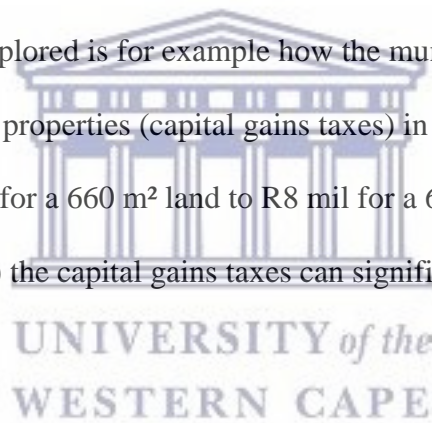 plored is for example how the mu
properties (capital gains taxes) in
for a 660 m² land to R8 mil for a
the capital gains taxes can signifi
UNIVERSITY of the
WESTERN CAPE